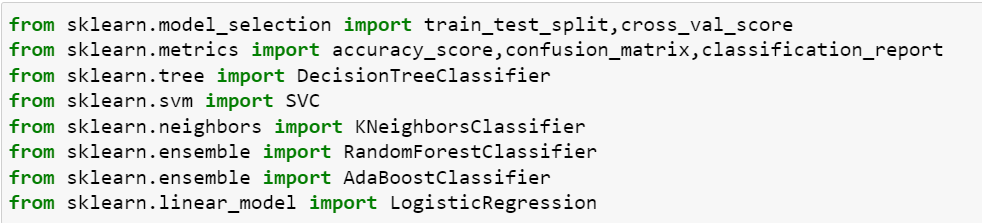 from sklearn.model_selection import train_test_split,cross_val_score
from sklearn.metrics import accuracy_score,confusion_matrix,classification_report
from sklearn.tree import DecisionTreeClassifier
from sklearn.svm import SVC
from sklearn.neighbors import KNeighborsClassifier
from sklearn.ensemble import RandomForestClassifier
from sklearn.ensemble import AdaBoostClassifier
from sklearn.linear_model import LogisticRegression